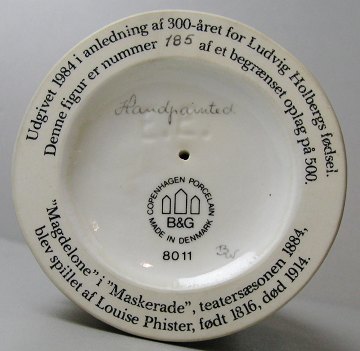 Udgivet 1984 i anledning af 300-året for Ludvig Holbergs fødsel.
Denne figur er nummer 185 af et begrænset oplag på 500.
Handpainted
COPENHAGEN PORCELAIN
B&G
MADE IN DENMARK
8011
"Magdelone" i "Maskerade", teatersæsonen 1884,
blev spillet af Louise Phister, født 1816, død 1914.